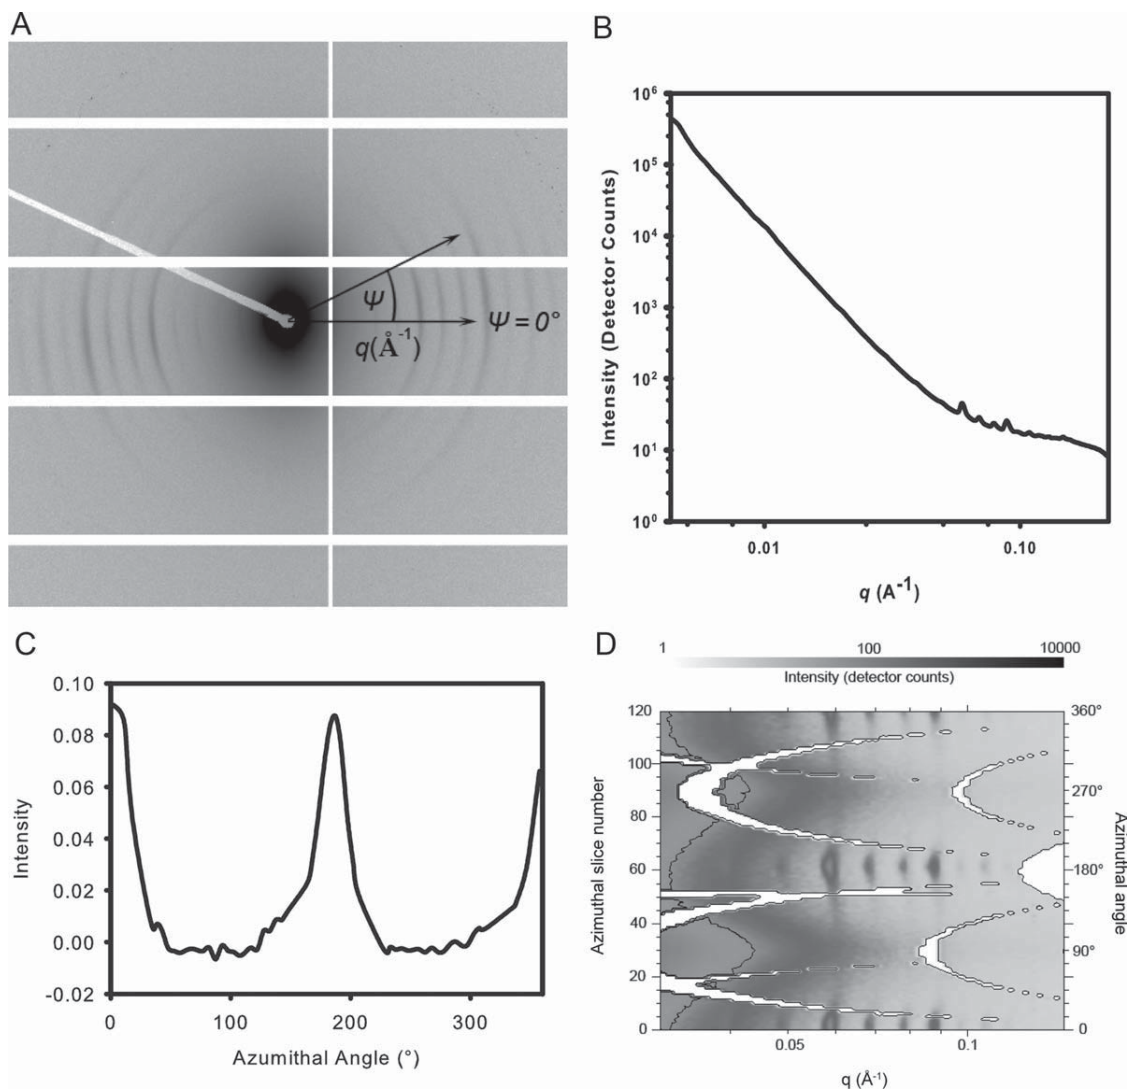 A
ψ
ψ = 0°
q(Å⁻¹)
B
Intensity (Detector Counts)
10⁶
10⁵
10⁴
10³
10²
10¹
10⁰
0.01 0.10
q (A⁻¹)
C
Intensity
0.10
0.08
0.06
0.04
0.02
0.00
-0.02
0 100 200 300
Azumithal Angle (°)
D
1 100 10000
Intensity (detector counts)
Azimuthal slice number
120
100
80
60
40
20
0
360°
270°
180°
90°
0
Azimuthal angle
0.05 0.1
q (Å⁻¹)